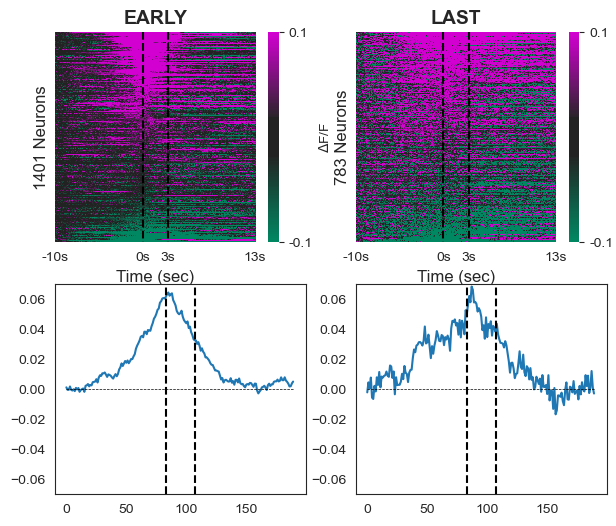 EARLY
LAST
1401 Neurons
0.1
-0.1
ΔF/F
-10s 0s 3s 13s
Time (sec)
783 Neurons
0.1
-0.1
-10s 0s 3s 13s
Time (sec)
0.06
0.04
0.02
0.00
−0.02
−0.04
−0.06
0 50 100 150
0.06
0.04
0.02
0.00
−0.02
−0.04
−0.06
0 50 100 150